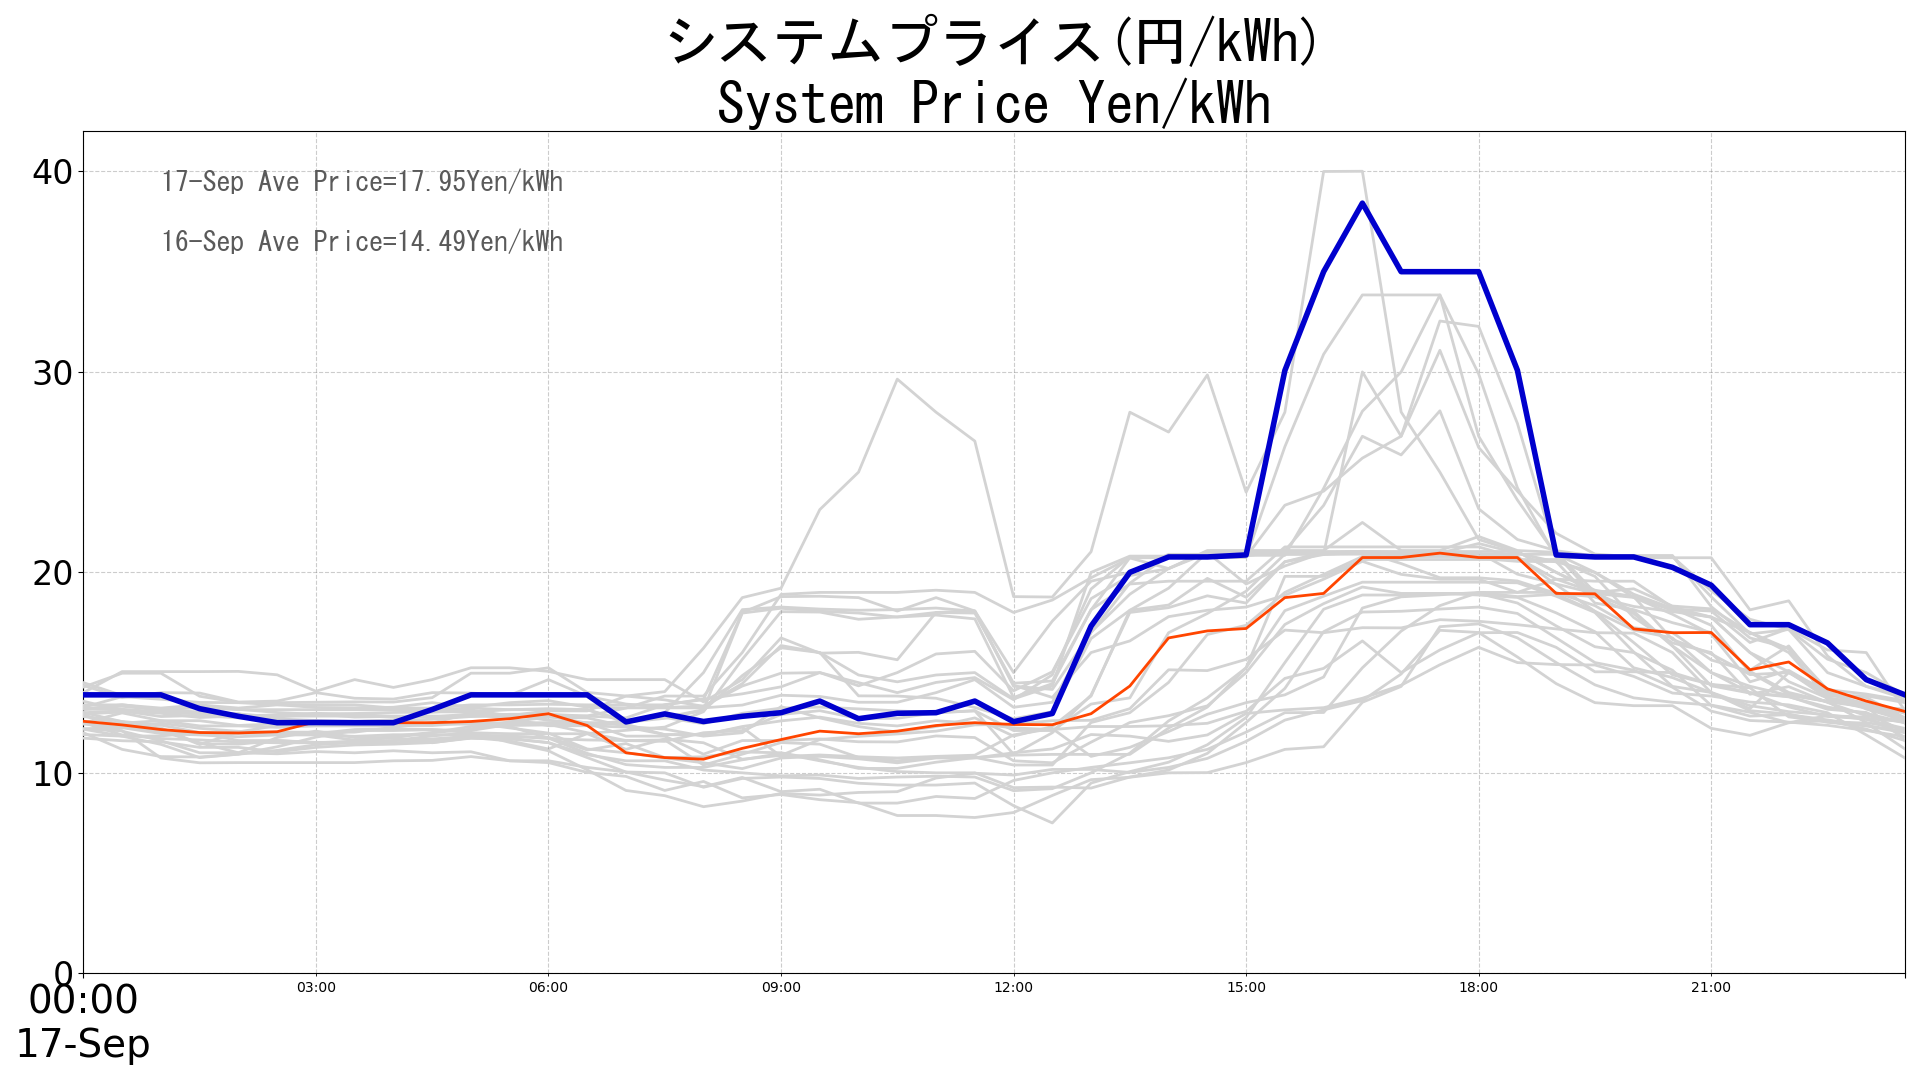 システムプライス(円/kWh)
System Price Yen/kWh
40
17-Sep Ave Price=17.95Yen/kWh
16-Sep Ave Price=14.49Yen/kWh
30
20
10
0
00:00 03:00 06:00 09:00 12:00 15:00 18:00 21:00
17-Sep